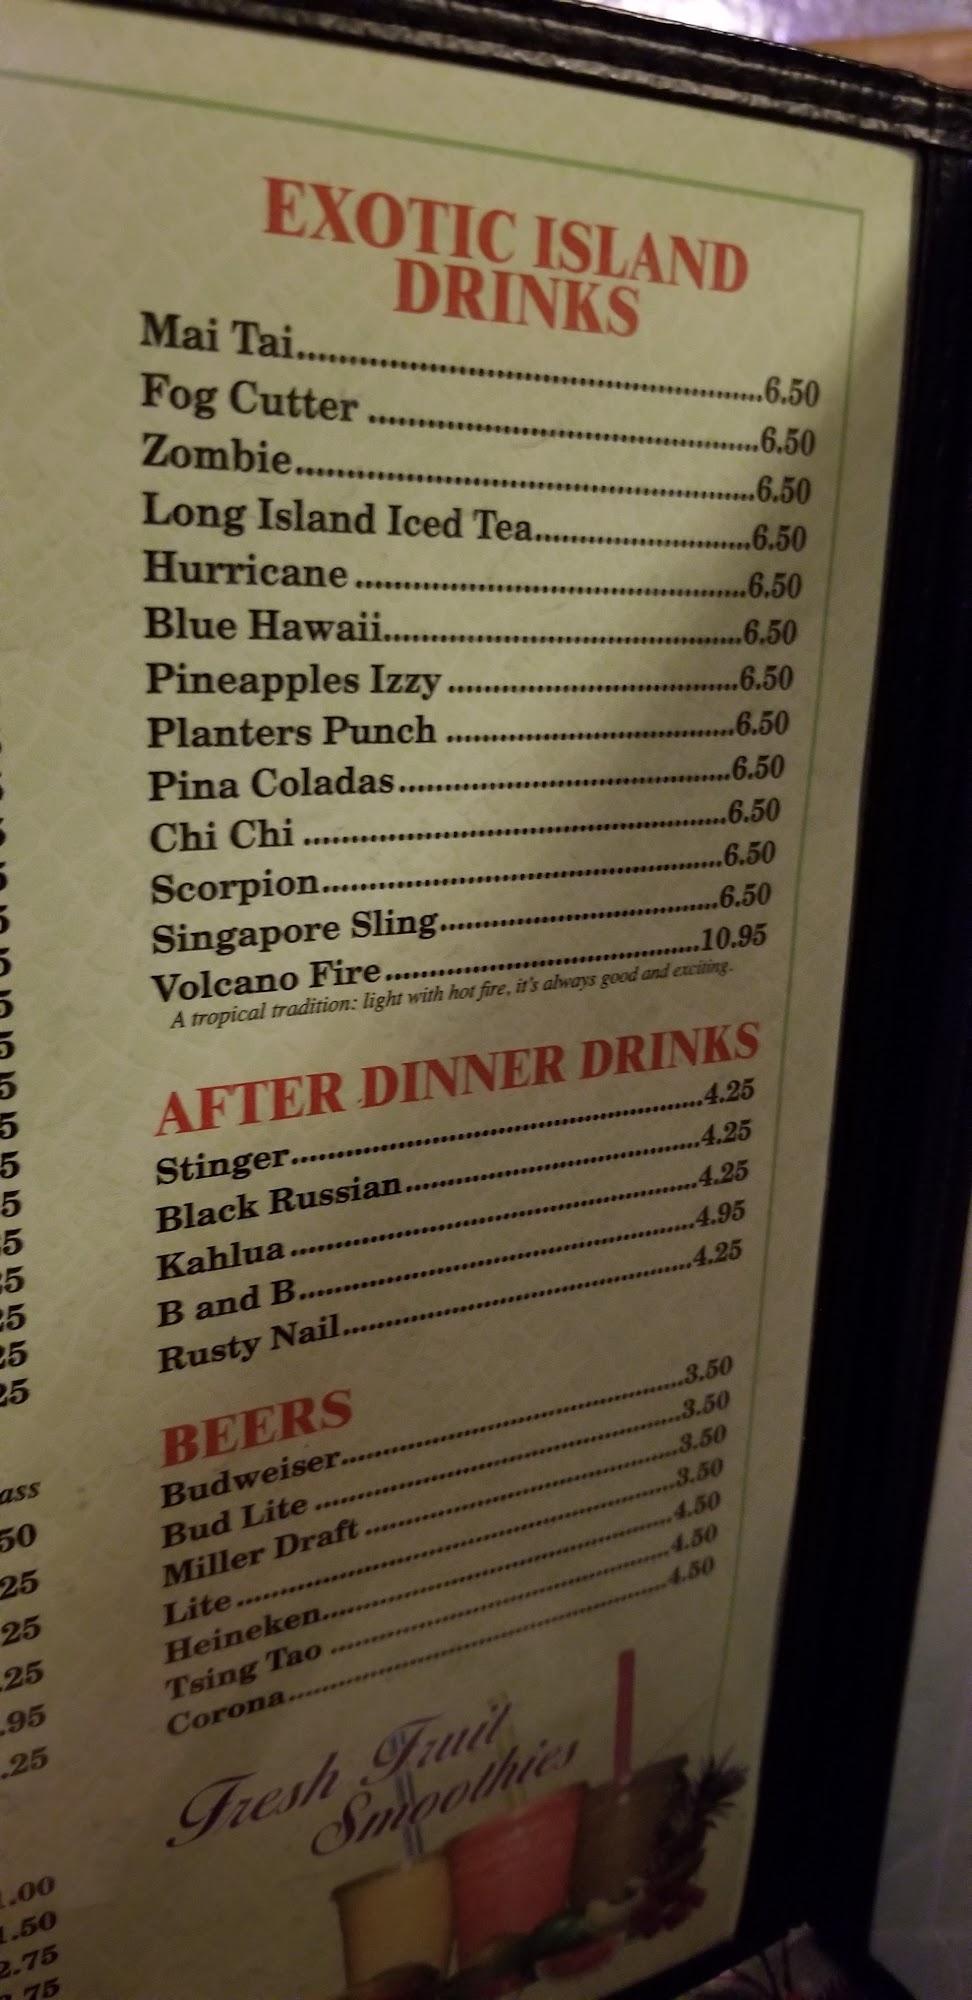 EXOTIC ISLAND
DRINKS
Mai Tai..........6.50
Fog Cutter ..........6.50
Zombie..........6.50
Long Island Iced Tea..........6.50
Hurricane ..........6.50
Blue Hawaii..........6.50
Pineapples Izzy ..........6.50
Planters Punch ..........6.50
Pina Coladas..........6.50
Chi Chi ..........6.50
Scorpion..........6.50
Singapore Sling..........6.50
Volcano Fire..........10.95
A tropical tradition: light with hot fire, it's always good and exciting.
AFTER DINNER DRINKS
Stinger..........4.25
Black Russian..........4.25
Kahlua ..........4.25
B and B..........4.95
Rusty Nail..........4.25
BEERS
Budweiser..........3.50
Bud Lite ..........3.50
Miller Draft ..........3.50
Lite ..........3.50
Heineken..........4.50
Tsing Tao ..........4.50
Corona..........4.50
Fresh Fruit
Smoothies